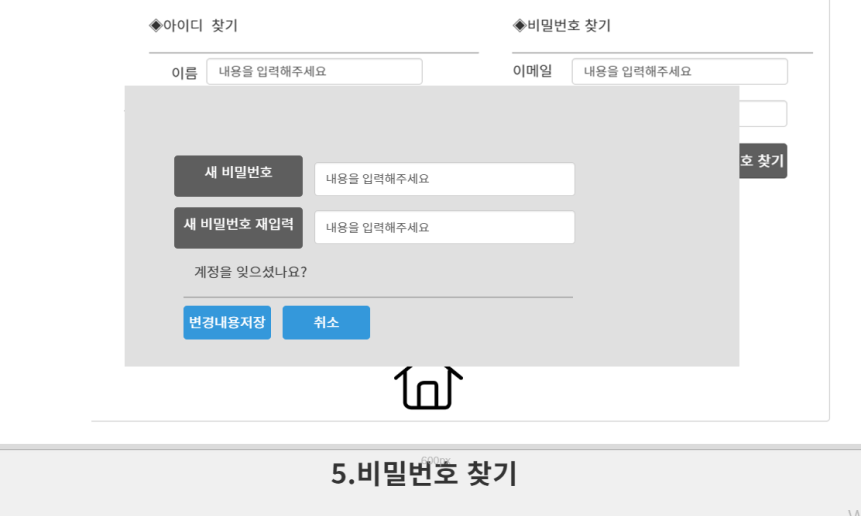 ◈아이디 찾기
◈비밀번호 찾기
이름 내용을 입력해주세요
이메일 내용을 입력해주세요
호 찾기
새 비밀번호 내용을 입력해주세요
새 비밀번호 재입력 내용을 입력해주세요
계정을 잊으셨나요?
변경내용저장 취소
600px
5.비밀번호 찾기
W